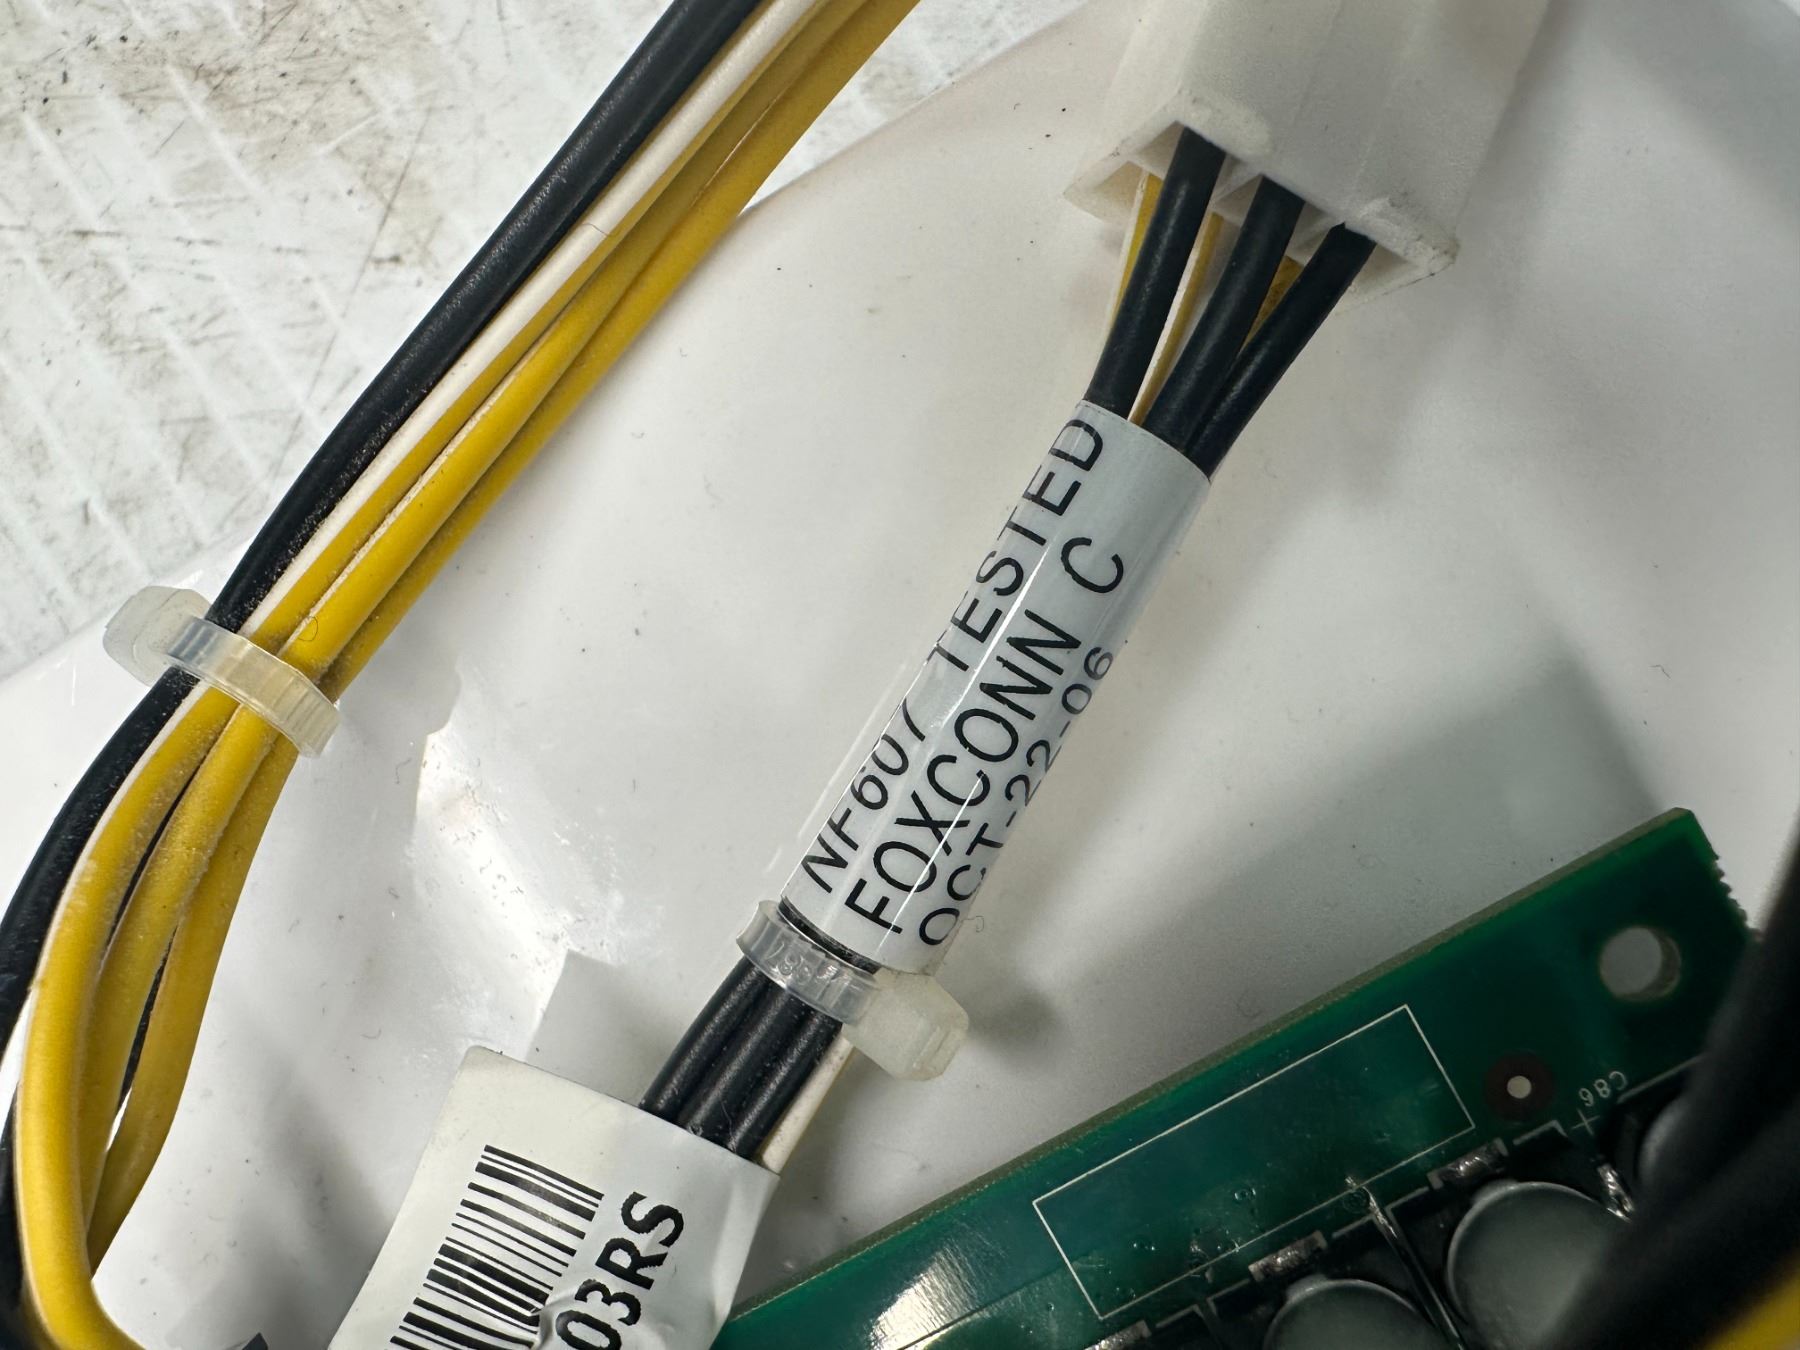 NF607 TESTED
FOXCONN C
OCT-22-06
03RS
C86